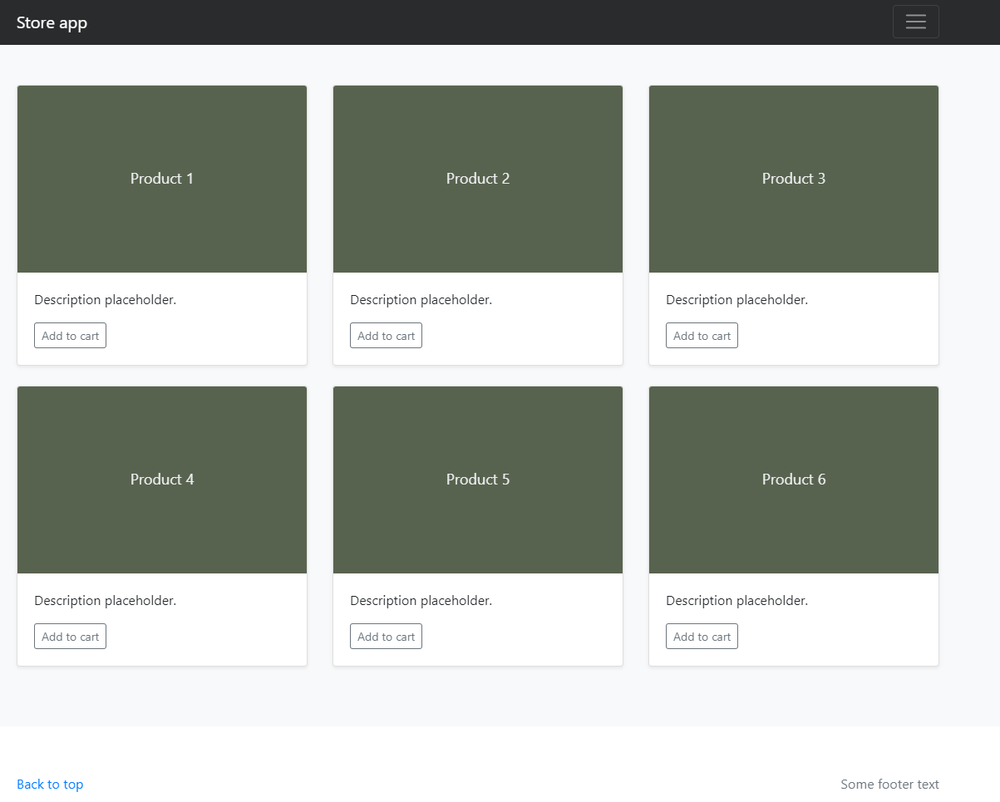 Store app
Product 1
Product 2
Product 3
Description placeholder.
Description placeholder.
Description placeholder.
Add to cart
Add to cart
Add to cart
Product 4
Product 5
Product 6
Description placeholder.
Description placeholder.
Description placeholder.
Add to cart
Add to cart
Add to cart
Back to top
Some footer text